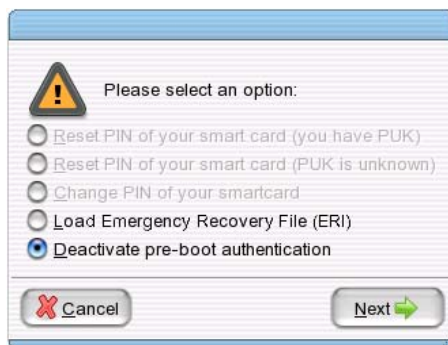 Please select an option:
Reset PIN of your smart card (you have PUK)
Reset PIN of your smart card (PUK is unknown)
Change PIN of your smartcard
Load Emergency Recovery File (ERI)
Deactivate pre-boot authentication
Cancel
Next